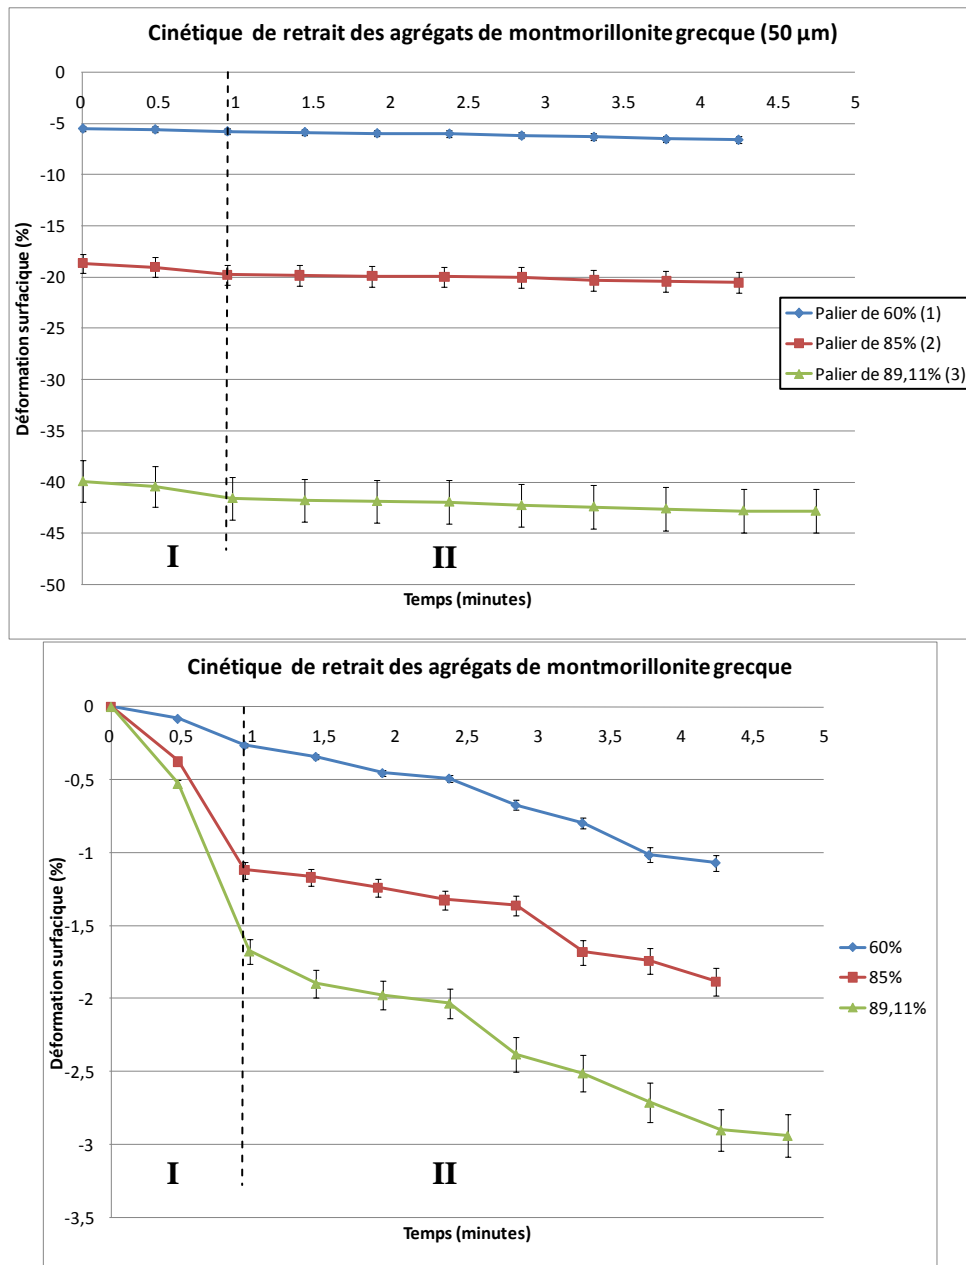 Cinétique de retrait des agrégats de montmorillonite grecque (50 µm)
0
0 0.5 1 1.5 2 2.5 3 3.5 4 4.5 5
-5
-10
-15
-20
-25
-30
-35
-40
-45
-50
Déformation surfacique (%)
Palier de 60% (1)
Palier de 85% (2)
Palier de 89,11% (3)
I II
Temps (minutes)
Cinétique de retrait des agrégats de montmorillonite grecque
0
0 0,5 1 1,5 2 2,5 3 3,5 4 4,5 5
-0,5
-1
-1,5
-2
-2,5
-3
-3,5
Déformation surfacique (%)
60%
85%
89,11%
I II
Temps (minutes)